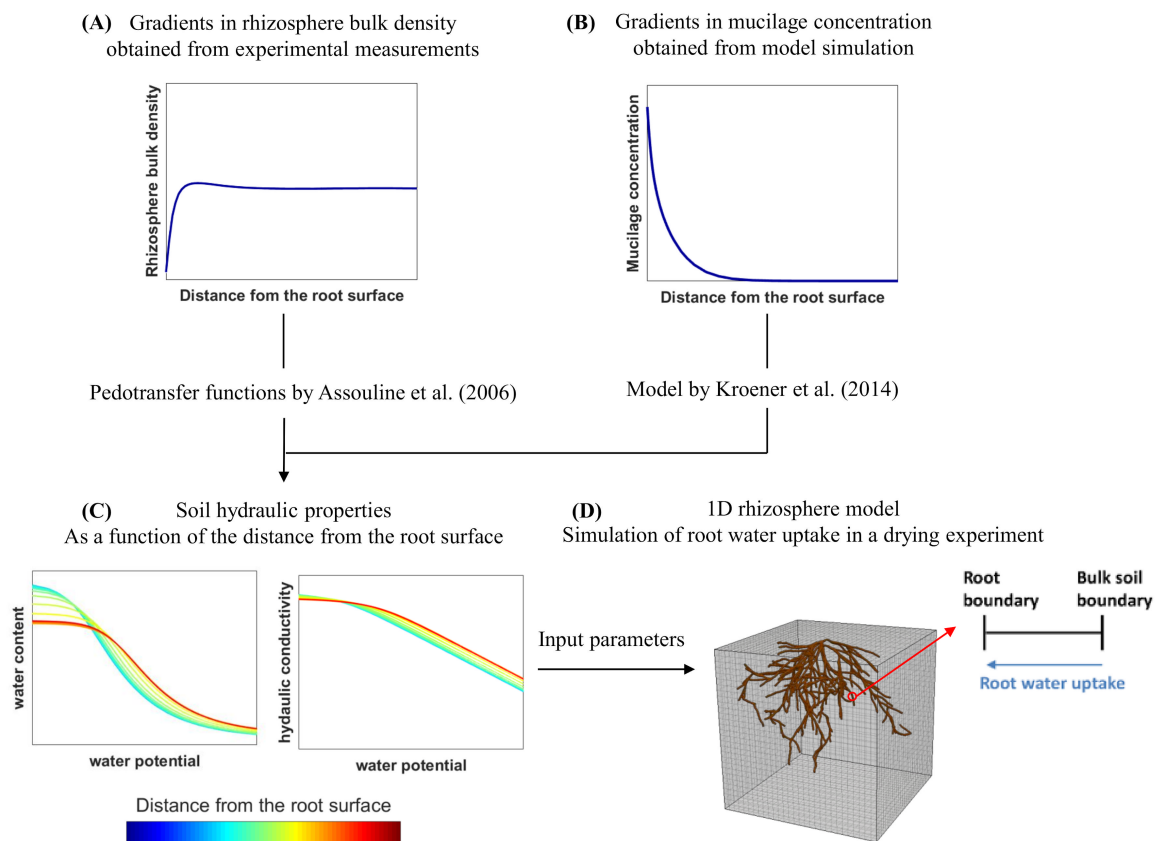 (A) Gradients in rhizosphere bulk density
obtained from experimental measurements
Rhizosphere bulk density
Distance fom the root surface
(B) Gradients in mucilage concentration
obtained from model simulation
Mucilage concentration
Distance fom the root surface
Pedotransfer functions by Assouline et al. (2006)
Model by Kroener et al. (2014)
(C) Soil hydraulic properties
As a function of the distance from the root surface
water content
water potential
hydaulic conductivity
water potential
Distance from the root surface
Input parameters
(D) 1D rhizosphere model
Simulation of root water uptake in a drying experiment
Root
boundary
Bulk soil
boundary
Root water uptake